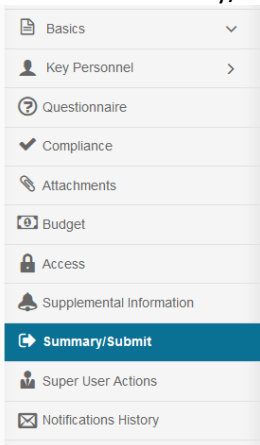 Basics
Key Personnel
Questionnaire
Compliance
Attachments
Budget
Access
Supplemental Information
Summary/Submit
Super User Actions
Notifications History